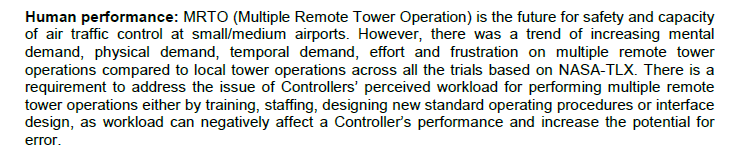 Human performance: MRTO (Multiple Remote Tower Operation) is the future for safety and capacity
of air traffic control at small/medium airports. However, there was a trend of increasing mental
demand, physical demand, temporal demand, effort and frustration on multiple remote tower
operations compared to local tower operations across all the trials based on NASA-TLX. There is a
requirement to address the issue of Controllers' perceived workload for performing multiple remote
tower operations either by training, staffing, designing new standard operating procedures or interface
design, as workload can negatively affect a Controller's performance and increase the potential for
error.